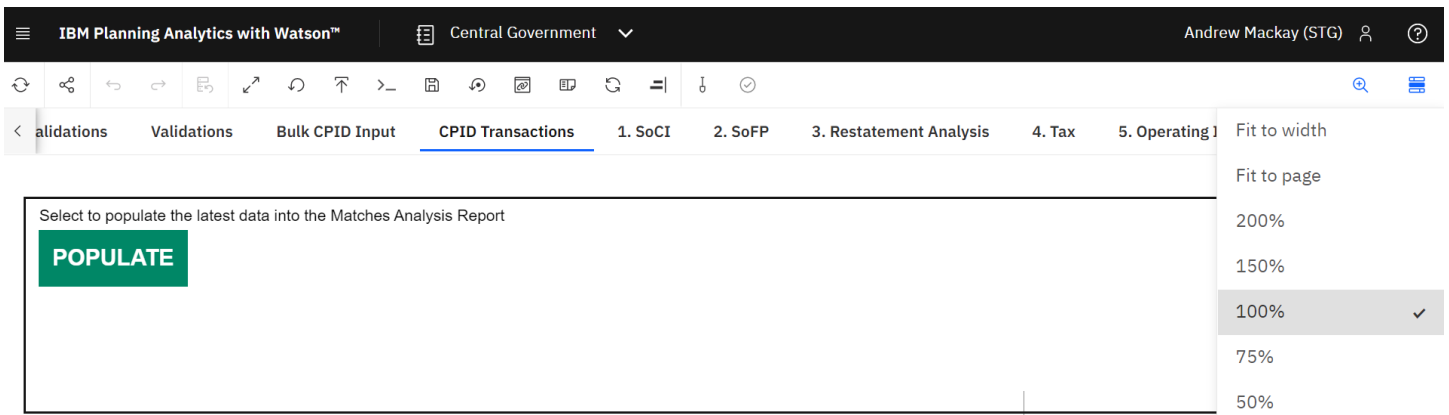 IBM Planning Analytics with Watson™
Central Government
Andrew Mackay (STG)
alidations
Validations
Bulk CPID Input
CPID Transactions
1. SoCI
2. SoFP
3. Restatement Analysis
4. Tax
5. Operating
Fit to width
Fit to page
200%
150%
100%
75%
50%
Select to populate the latest data into the Matches Analysis Report
POPULATE